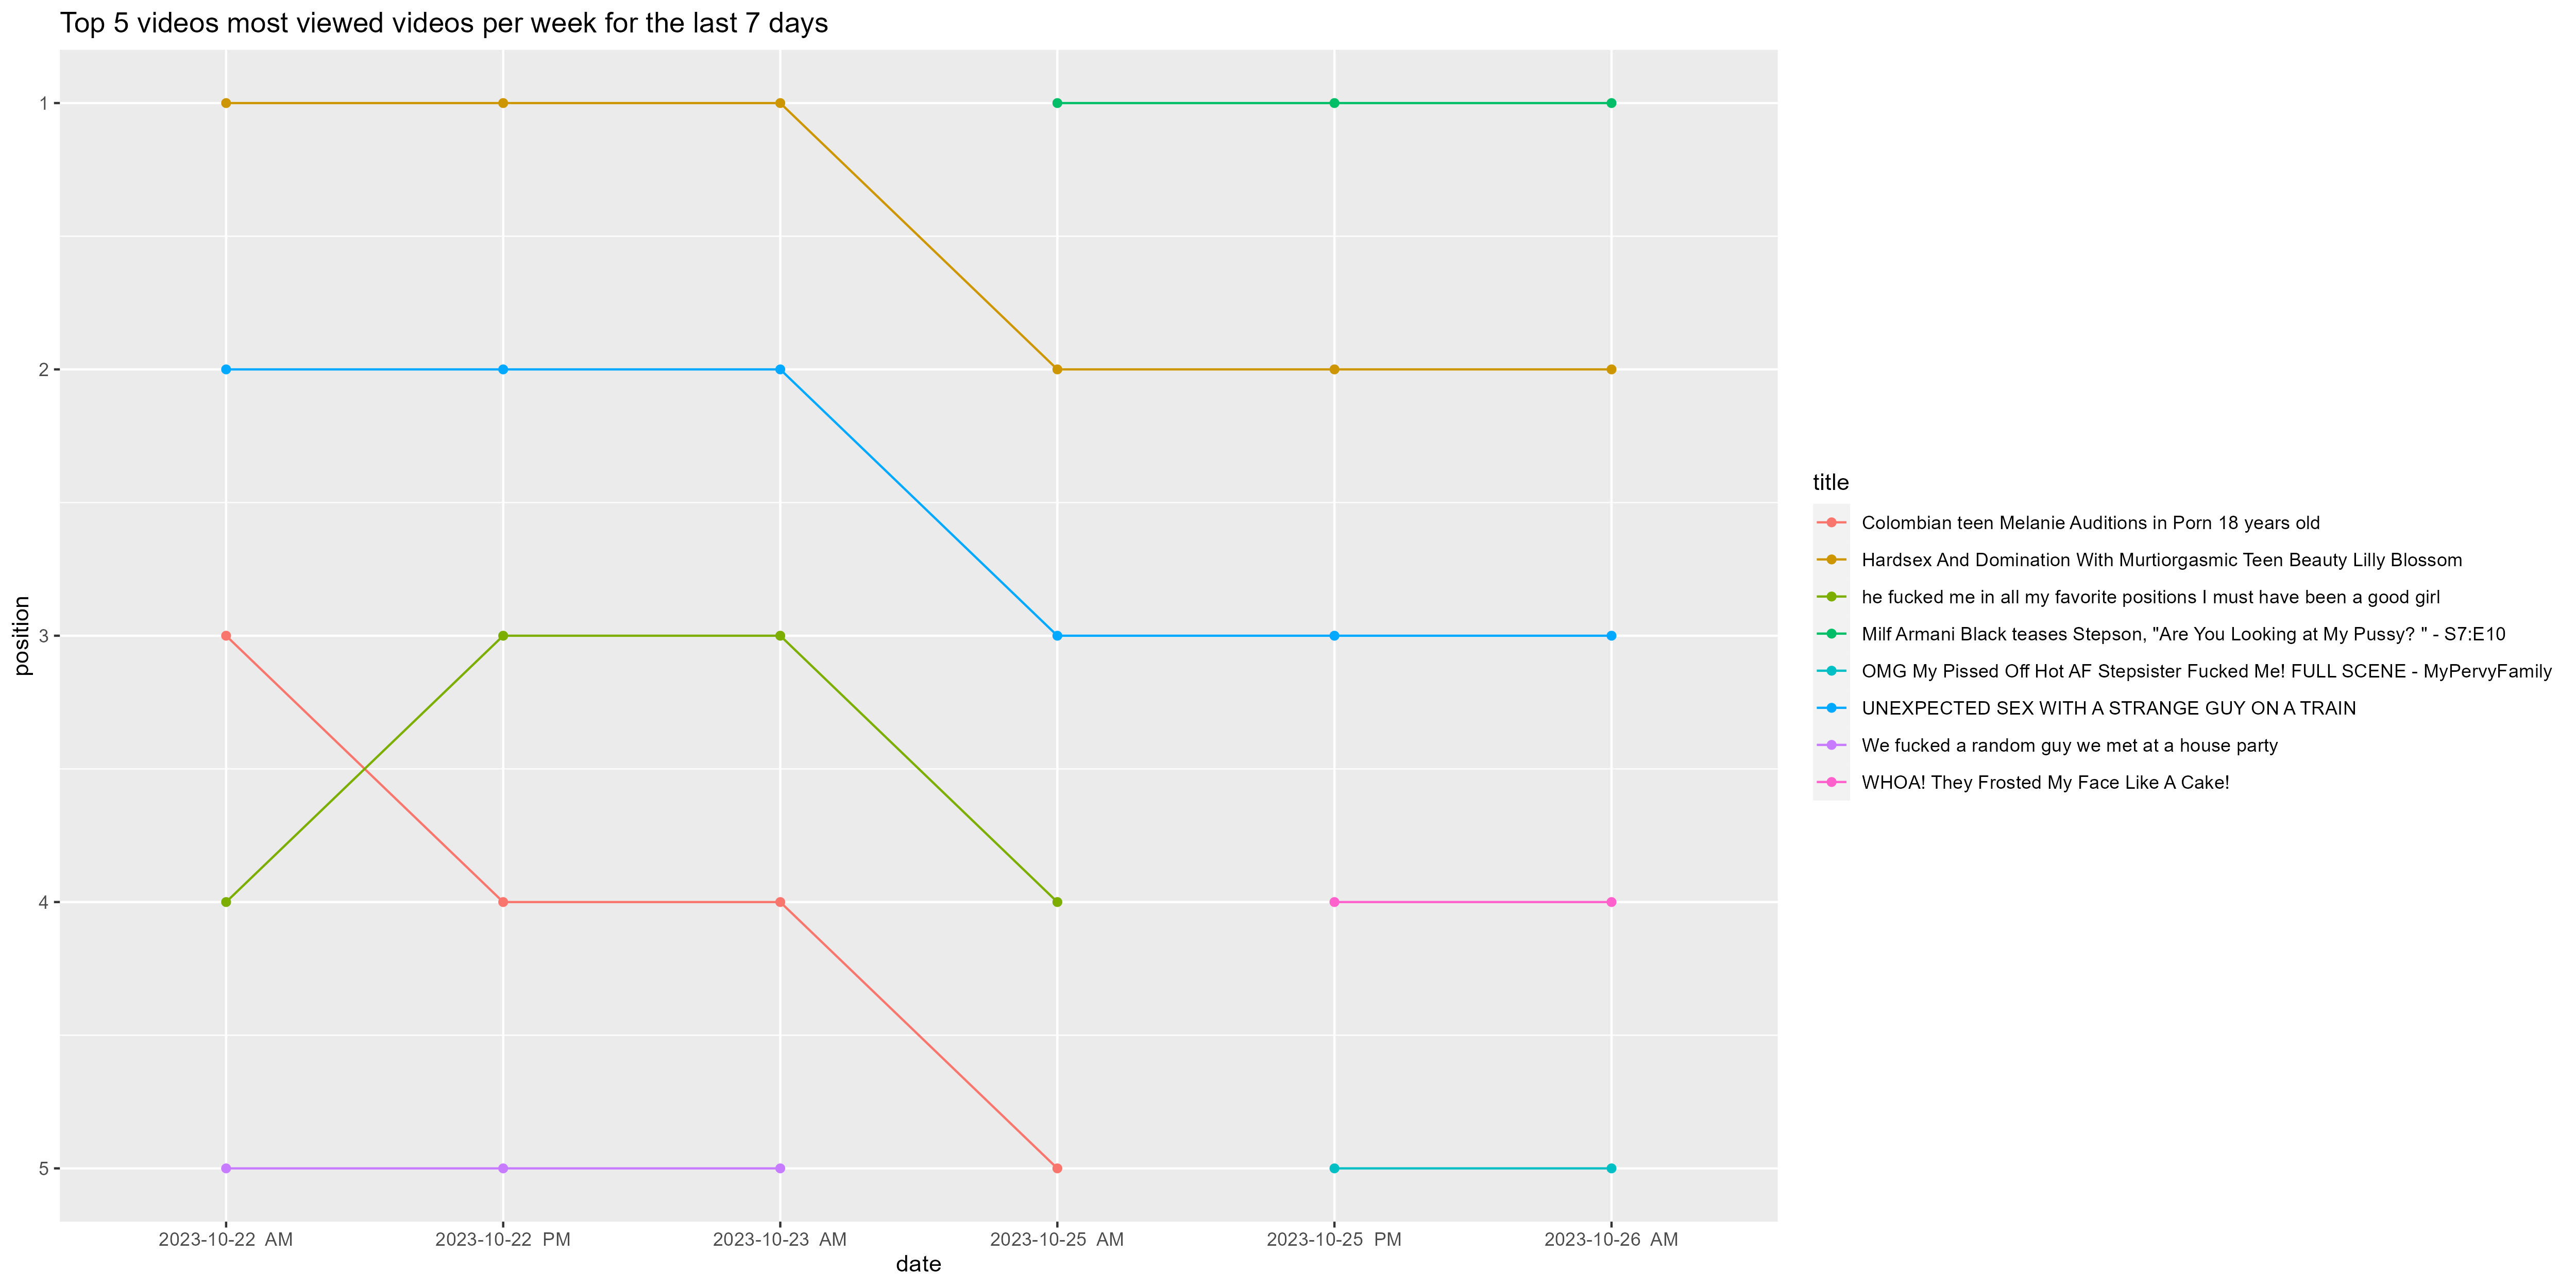 Top 5 videos most viewed videos per week for the last 7 days
position
1
2
3
4
5
2023-10-22 AM
2023-10-22 PM
2023-10-23 AM
2023-10-25 AM
2023-10-25 PM
2023-10-26 AM
date
title
Colombian teen Melanie Auditions in Porn 18 years old
Hardsex And Domination With Murtiorgasmic Teen Beauty Lilly Blossom
he fucked me in all my favorite positions I must have been a good girl
Milf Armani Black teases Stepson, "Are You Looking at My Pussy? " - S7:E10
OMG My Pissed Off Hot AF Stepsister Fucked Me! FULL SCENE - MyPervyFamily
UNEXPECTED SEX WITH A STRANGE GUY ON A TRAIN
We fucked a random guy we met at a house party
WHOA! They Frosted My Face Like A Cake!